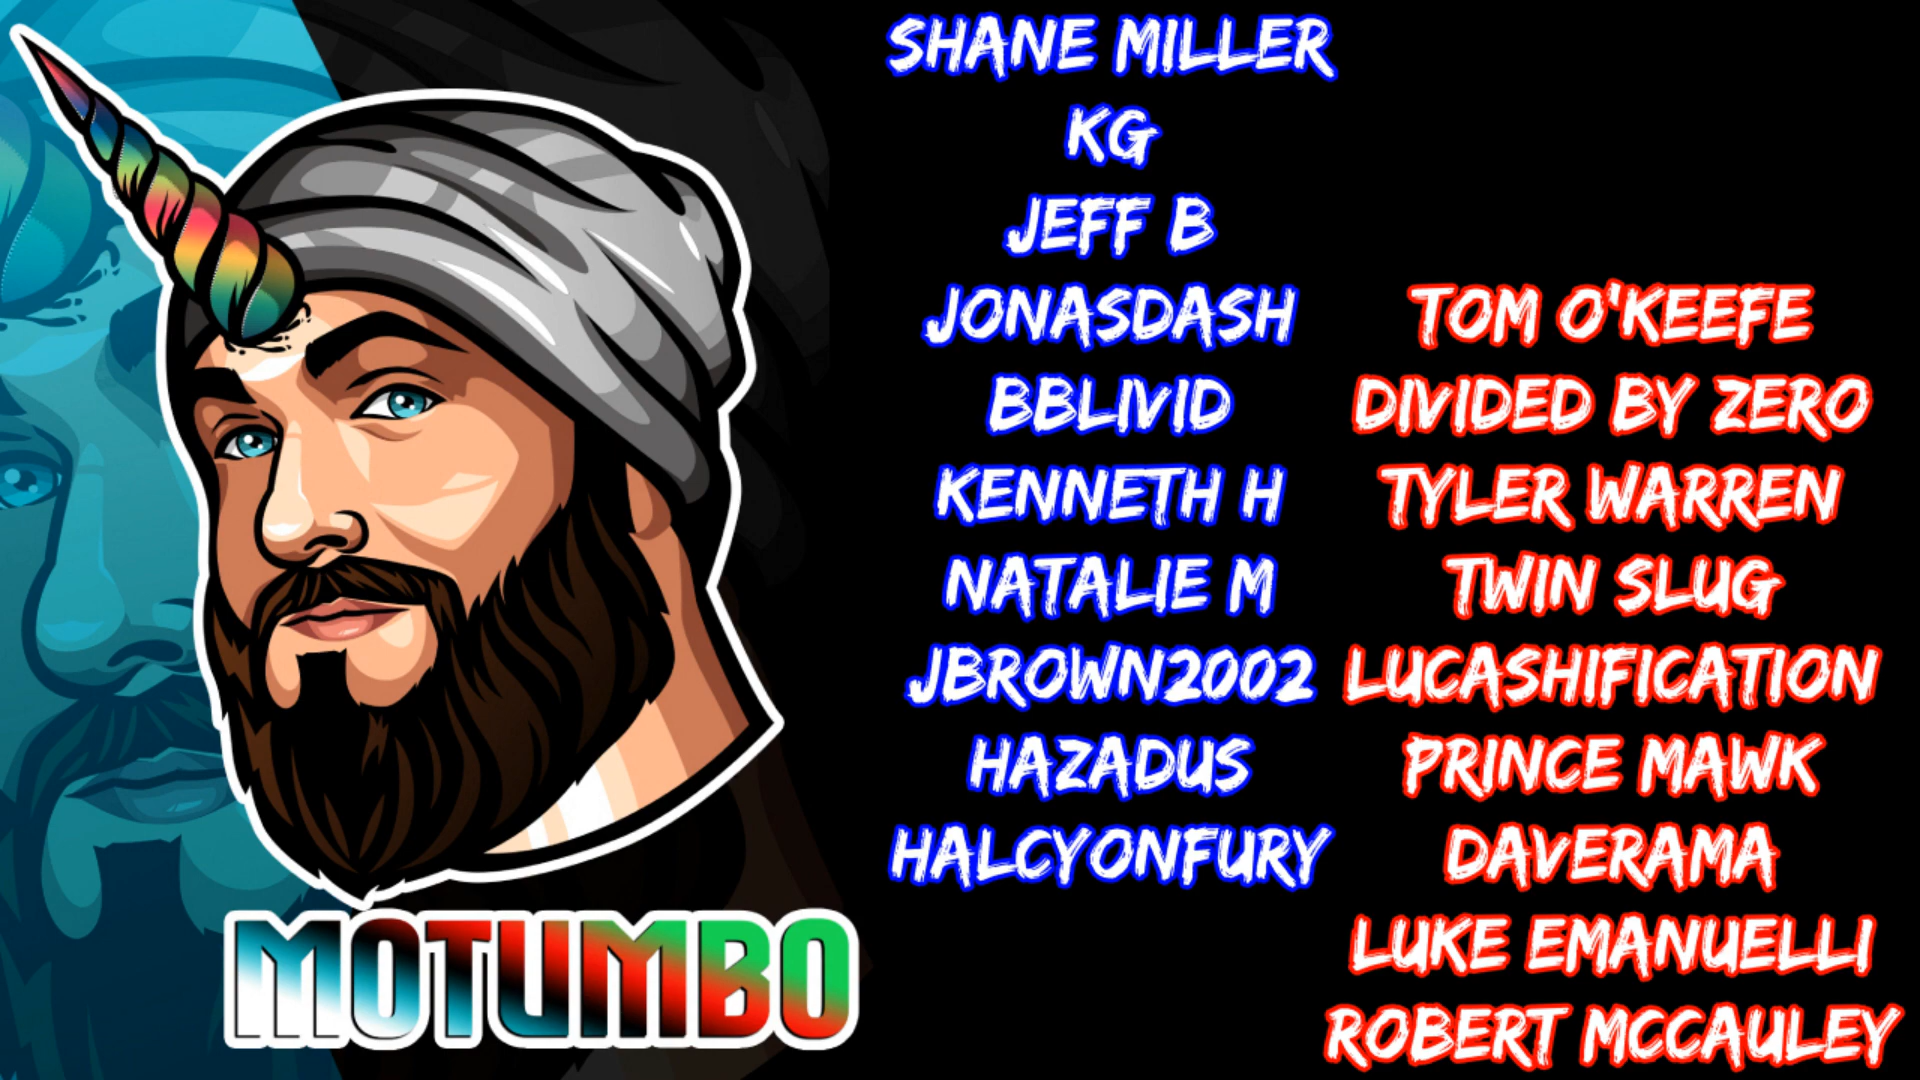 SHANE MILLER
KG
JEFF B
JONASDASH
BBLIVID
KENNETH H
NATALIE M
JBROWN2002
HAZADUS
HALCYONFURY
TOM O'KEEFE
DIVIDED BY ZERO
TYLER WARREN
TWIN SLUG
LUCASHIFICATION
PRINCE MAWK
DAVERAMA
LUKE EMANUELLI
ROBERT MCCAULEY
MOTUMBO